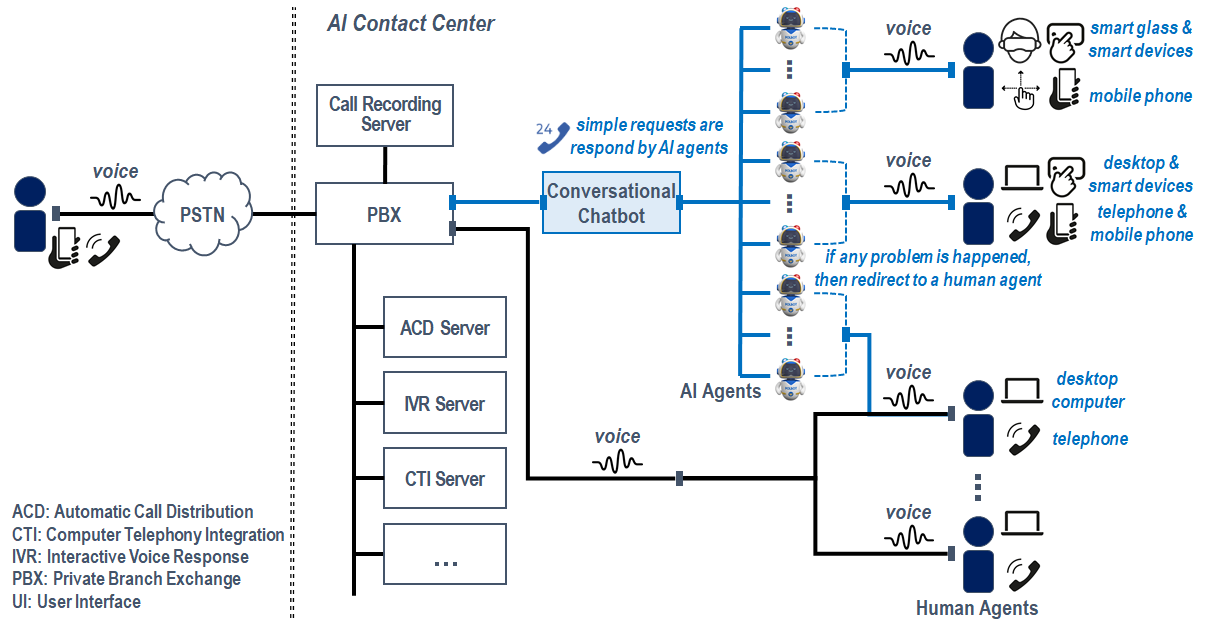 AI Contact Center
voice
smart glass &
smart devices
mobile phone
Call Recording
Server
24
simple requests are
respond by AI agents
voice
PSTN
PBX
Conversational
Chatbot
voice
desktop &
smart devices
telephone &
mobile phone
if any problem is happened,
then redirect to a human agent
ACD Server
IVR Server
CTI Server
...
AI Agents
voice
desktop
computer
telephone
voice
voice
Human Agents
ACD: Automatic Call Distribution
CTI: Computer Telephony Integration
IVR: Interactive Voice Response
PBX: Private Branch Exchange
UI: User Interface